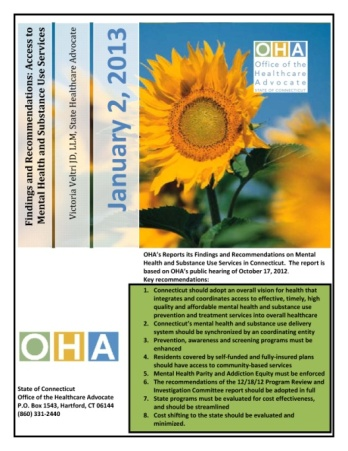 Findings and Recommendations: Access to
Mental Health and Substance Use Services
Victoria Veltri JD, LLM, State Healthcare Advocate
January 2, 2013
OHA
Office of the
Healthcare
Advocate
STATE OF CONNECTICUT
OHA's Reports its Findings and Recommendations on Mental
Health and Substance Use Services in Connecticut. The report is
based on OHA's public hearing of October 17, 2012.
Key recommendations:
1. Connecticut should adopt an overall vision for health that
integrates and coordinates access to effective, timely, high
quality and affordable mental health and substance use
prevention and treatment services into overall healthcare
2. Connecticut's mental health and substance use delivery
system should be synchronized by an coordinating entity
3. Prevention, awareness and screening programs must be
enhanced
4. Residents covered by self-funded and fully-insured plans
should have access to community-based services
5. Mental Health Parity and Addiction Equity must be enforced
6. The recommendations of the 12/18/12 Program Review and
Investigation Committee report should be adopted in full
7. State programs must be evaluated for cost effectiveness,
and should be streamlined
8. Cost shifting to the state should be evaluated and
minimized.
OHA
State of Connecticut
Office of the Healthcare Advocate
P.O. Box 1543, Hartford, CT 06144
(860) 331-2440